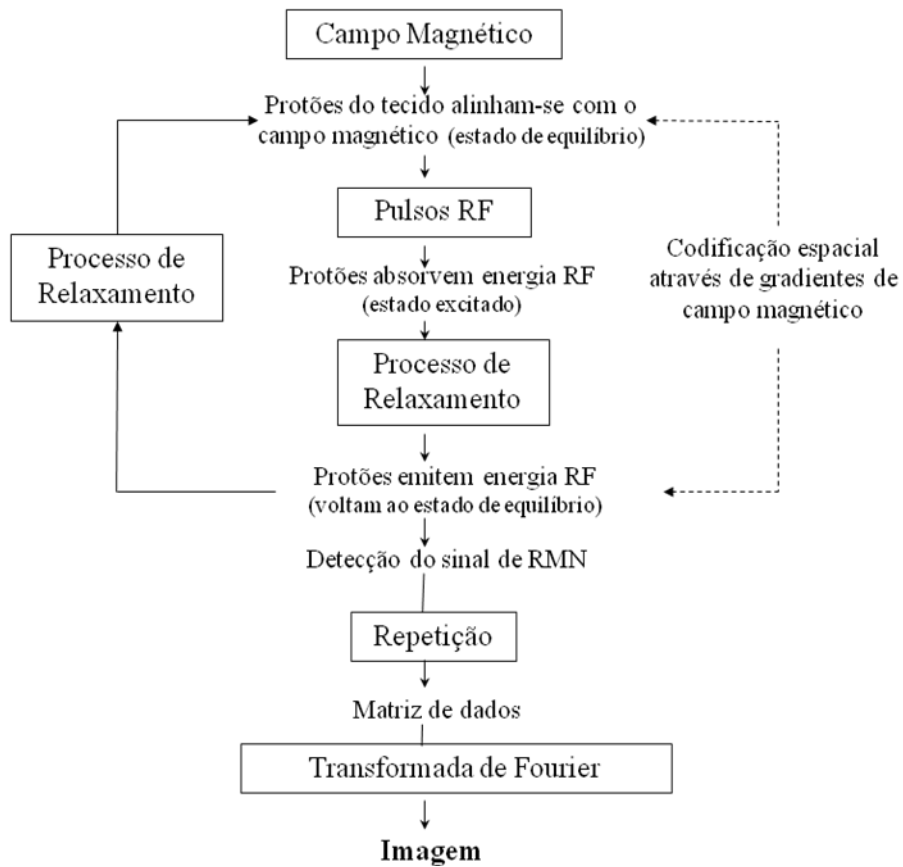 Campo Magnético
Protões do tecido alinham-se com o
campo magnético (estado de equilíbrio)
Pulsos RF
Processo de
Relaxamento
Codificação espacial
através de gradientes de
campo magnético
Protões absorvem energia RF
(estado excitado)
Processo de
Relaxamento
Protões emitem energia RF
(voltam ao estado de equilíbrio)
Detecção do sinal de RMN
Repetição
Matriz de dados
Transformada de Fourier
Imagem